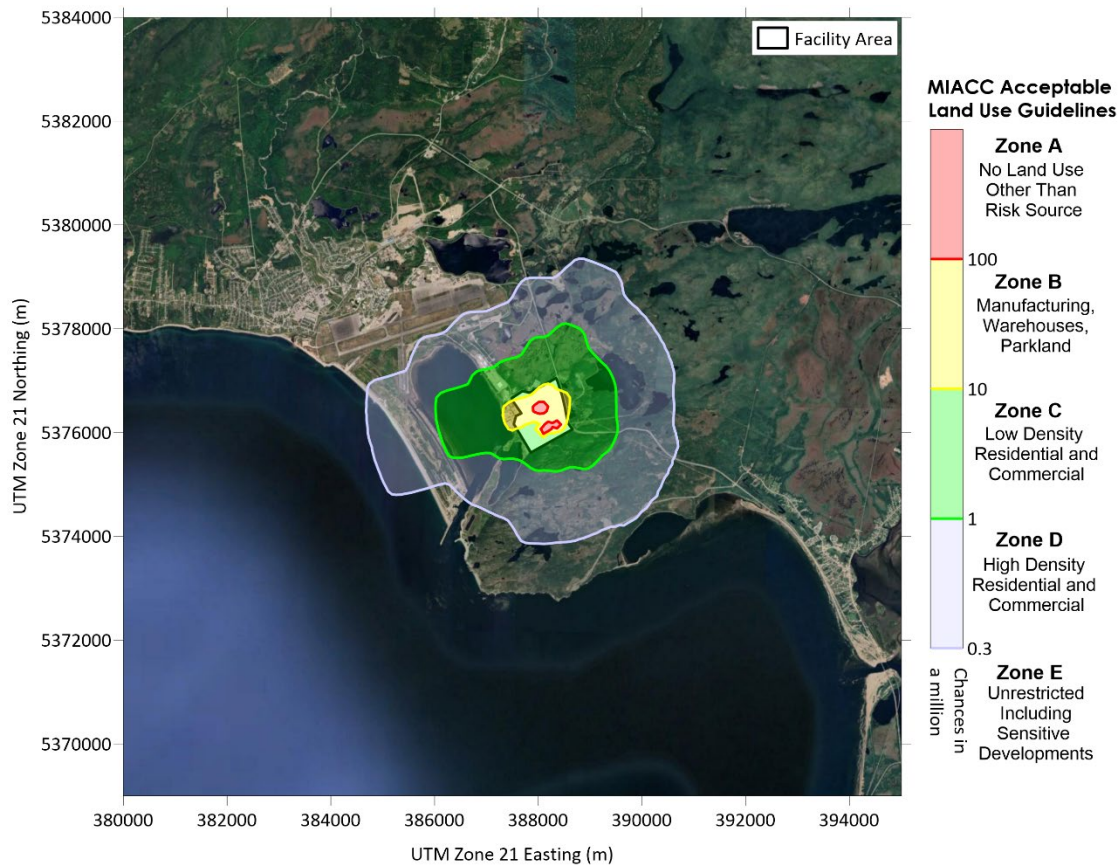 5384000
5382000
5380000
5378000
5376000
5374000
5372000
5370000
UTM Zone 21 Northing (m)
380000 382000 384000 386000 388000 390000 392000 394000
UTM Zone 21 Easting (m)
Facility Area
MIACC Acceptable
Land Use Guidelines
Zone A
No Land Use
Other Than
Risk Source
100
Zone B
Manufacturing,
Warehouses,
Parkland
10
Zone C
Low Density
Residential and
Commercial
1
Zone D
High Density
Residential and
Commercial
0.3
Chances in
a million
Zone E
Unrestricted
Including
Sensitive
Developments